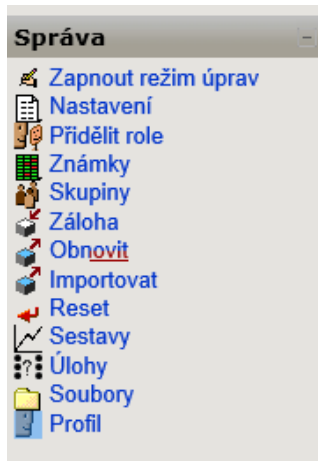 Správa
Zapnout režim úprav
Nastavení
Přidělit role
Známky
Skupiny
Záloha
Obnovit
Importovat
Reset
Sestavy
Úlohy
Soubory
Profil